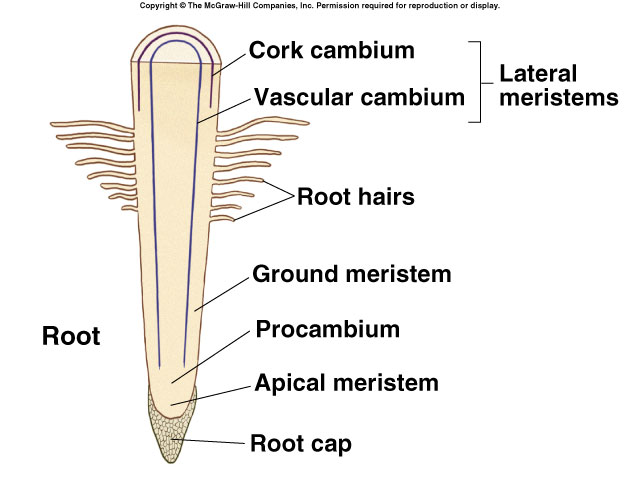 Copyright © The McGraw-Hill Companies, Inc. Permission required for reproduction or display.
Cork cambium
Vascular cambium
Lateral
meristems
Root hairs
Ground meristem
Root
Procambium
Apical meristem
Root cap